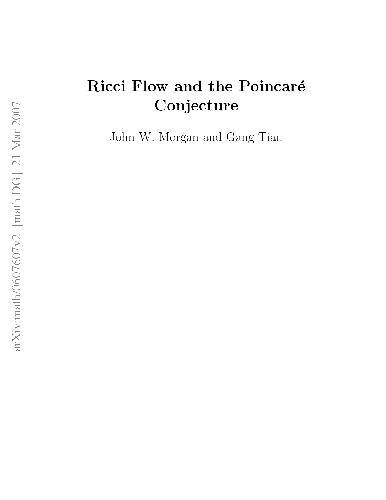 Ricci Flow and the Poincaré
Conjecture
John W. Morgan and Gang Tian
arXiv:math/0607607v2 [math.DG] 21 Mar 2007